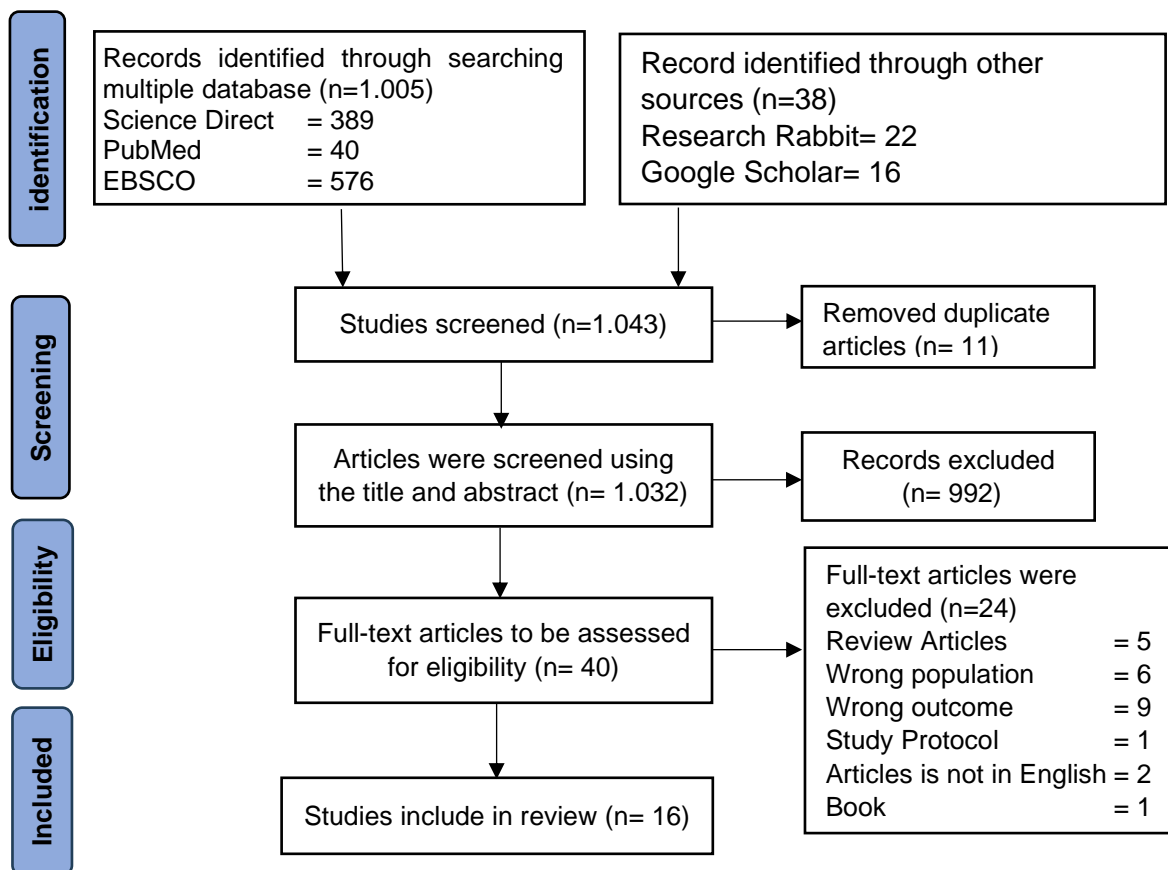 identification
Records identified through searching
multiple database (n=1.005)
Science Direct = 389
PubMed = 40
EBSCO = 576
Record identified through other
sources (n=38)
Research Rabbit= 22
Google Scholar= 16
Screening
Studies screened (n=1.043)
Removed duplicate
articles (n= 11)
Articles were screened using
the title and abstract (n= 1.032)
Records excluded
(n= 992)
Eligibility
Full-text articles to be assessed
for eligibility (n= 40)
Full-text articles were
excluded (n=24)
Review Articles = 5
Wrong population = 6
Wrong outcome = 9
Study Protocol = 1
Articles is not in English = 2
Book = 1
Included
Studies include in review (n= 16)